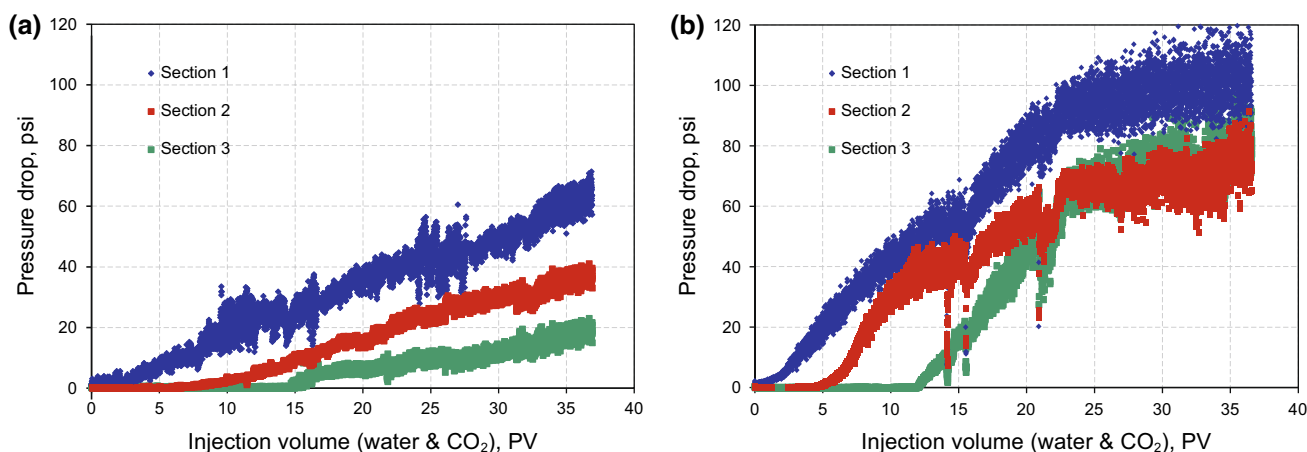 (a)
120
100
80
60
40
20
0
Pressure drop, psi
Section 1
Section 2
Section 3
0 5 10 15 20 25 30 35 40
Injection volume (water & CO₂), PV
(b)
120
100
80
60
40
20
0
Pressure drop, psi
Section 1
Section 2
Section 3
0 5 10 15 20 25 30 35 40
Injection volume (water & CO₂), PV